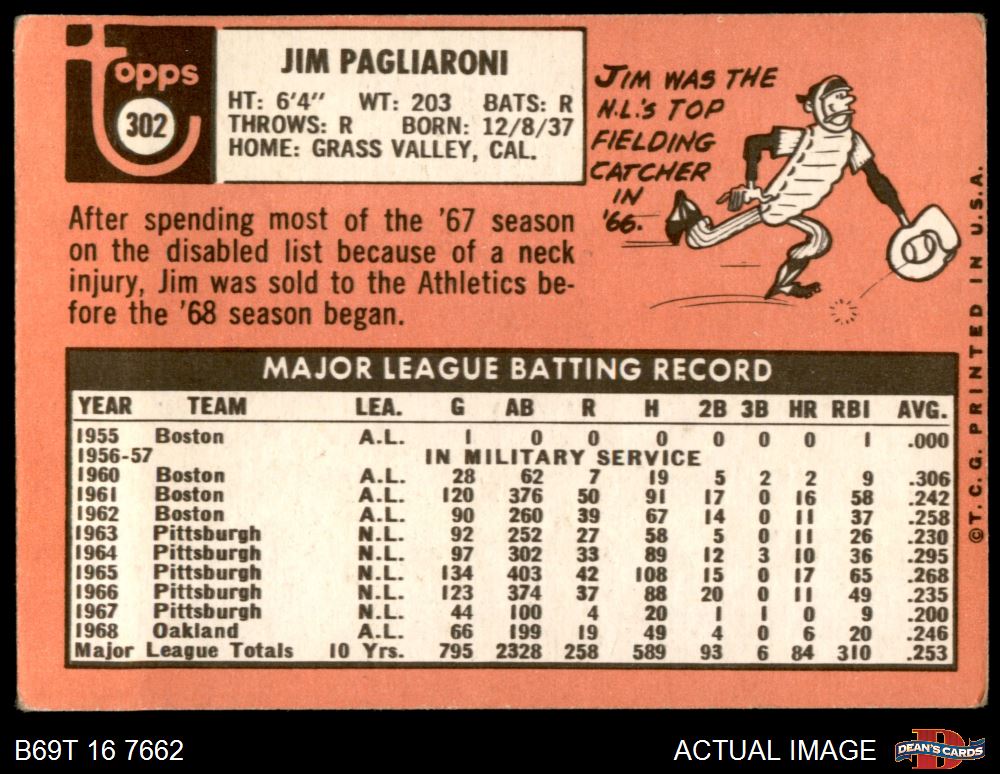 topps
302
JIM PAGLIARONI
HT: 6'4" WT: 203 BATS: R
THROWS: R BORN: 12/8/37
HOME: GRASS VALLEY, CAL.
JIM WAS THE
N.L.'S TOP
FIELDING
CATCHER
IN
'66.
After spending most of the '67 season
on the disabled list because of a neck
injury, Jim was sold to the Athletics be-
fore the '68 season began.
MAJOR LEAGUE BATTING RECORD
YEAR TEAM LEA. G AB R H 2B 3B HR RBI AVG.
1955 Boston A.L. 1 0 0 0 0 0 0 1 .000
1956-57 IN MILITARY SERVICE
1960 Boston A.L. 28 62 7 19 5 2 2 9 .306
1961 Boston A.L. 120 376 50 91 17 0 16 58 .242
1962 Boston A.L. 90 260 39 67 14 0 11 37 .258
1963 Pittsburgh N.L. 92 252 27 58 5 0 11 26 .230
1964 Pittsburgh N.L. 97 302 33 89 12 3 10 36 .295
1965 Pittsburgh N.L. 134 403 42 108 15 0 17 65 .268
1966 Pittsburgh N.L. 123 374 37 88 20 0 11 49 .235
1967 Pittsburgh N.L. 44 100 4 20 1 1 0 9 .200
1968 Oakland A.L. 66 199 19 49 4 0 6 20 .246
Major League Totals 10 Yrs. 795 2328 258 589 93 6 84 310 .253
©T.C.G. PRINTED IN U.S.A.
B69T 16 7662
ACTUAL IMAGE
DEAN'S CARDS